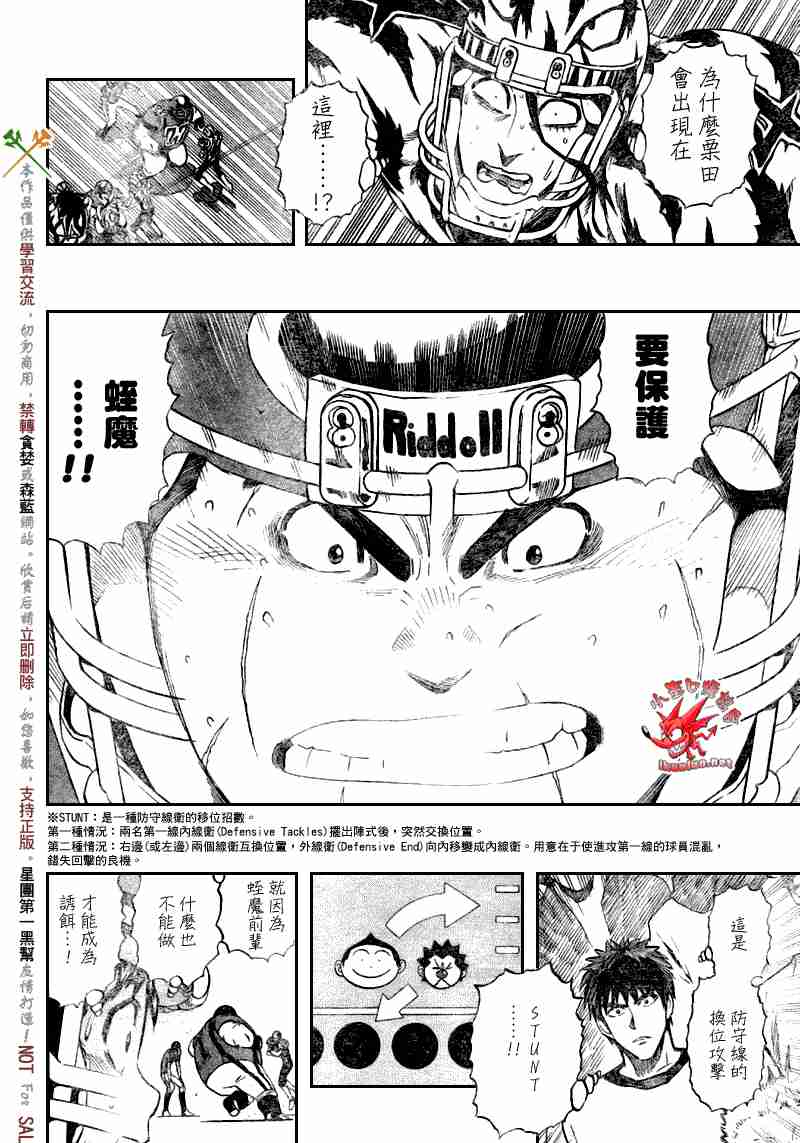 為什麼栗田
會出現在
這裡……!?
要保護
蛭魔
……!!
Riddoll
8
8
※STUNT：是一種防守線衛的移位招數。
第一種情況：兩名第一線內線衛(Defensive Tackles)擺出陣式後，突然交換位置。
第二種情況：右邊(或左邊)兩個線衛互換位置，外線衛(Defensive End)向內移變成內線衛。用意在于使進攻第一線的球員混亂，
錯失回擊的良機。
這是
防守線的
換位攻擊
STUNT
……!!
就因為
蛭魔前輩
什麼也
不能做
才能成為
誘餌…!
本作品僅供學習交流，切勿商用，禁轉貪婪或森藍網站。欣賞后請立即刪除，如您喜歡，支持正版。星團第一黑幫友情打造！NOT For SAL